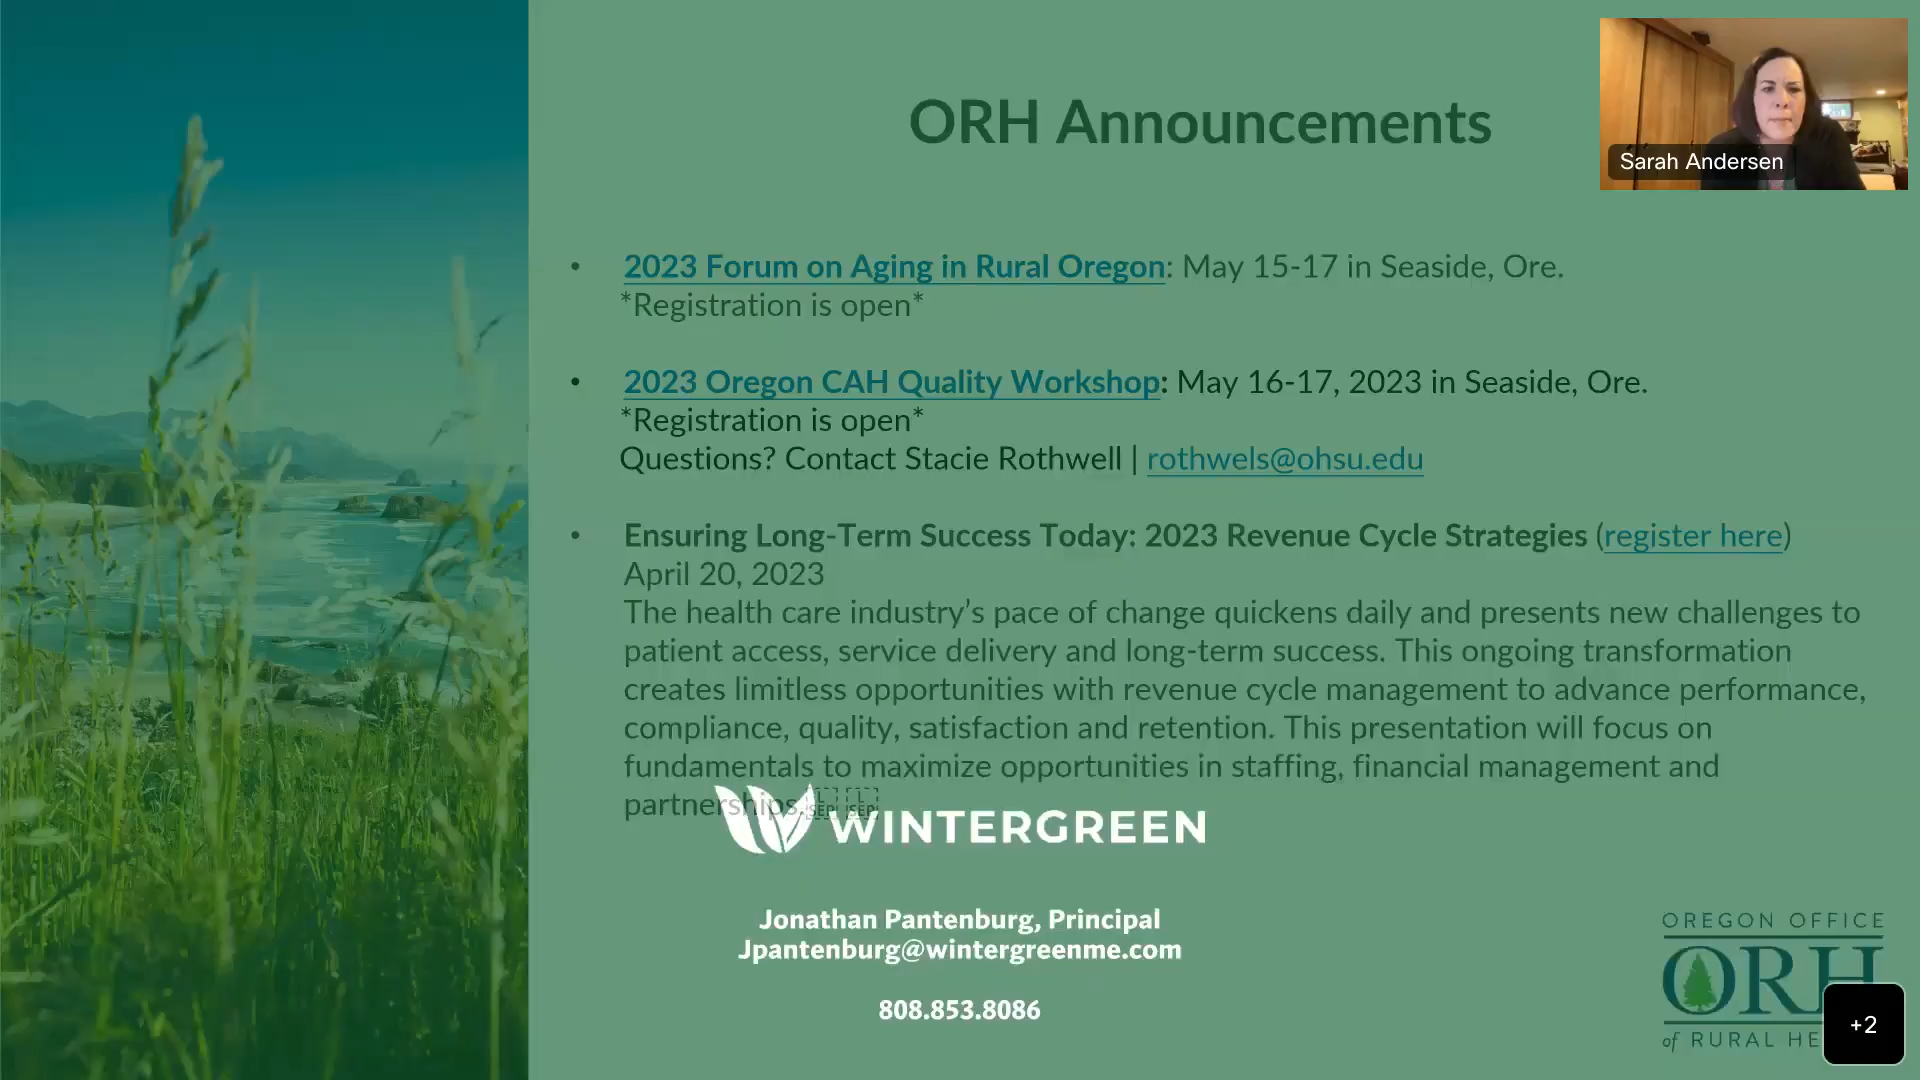 ORH Announcements
Sarah Andersen
• 2023 Forum on Aging in Rural Oregon: May 15-17 in Seaside, Ore.
*Registration is open*
• 2023 Oregon CAH Quality Workshop: May 16-17, 2023 in Seaside, Ore.
*Registration is open*
Questions? Contact Stacie Rothwell | rothwels@ohsu.edu
• Ensuring Long-Term Success Today: 2023 Revenue Cycle Strategies (register here)
April 20, 2023
The health care industry’s pace of change quickens daily and presents new challenges to
patient access, service delivery and long-term success. This ongoing transformation
creates limitless opportunities with revenue cycle management to advance performance,
compliance, quality, satisfaction and retention. This presentation will focus on
fundamentals to maximize opportunities in staffing, financial management and
partnerships.
WINTERGREEN
Jonathan Pantenburg, Principal
Jpantenburg@wintergreenme.com
808.853.8086
OREGON OFFICE
ORH
of RURAL HE
+2